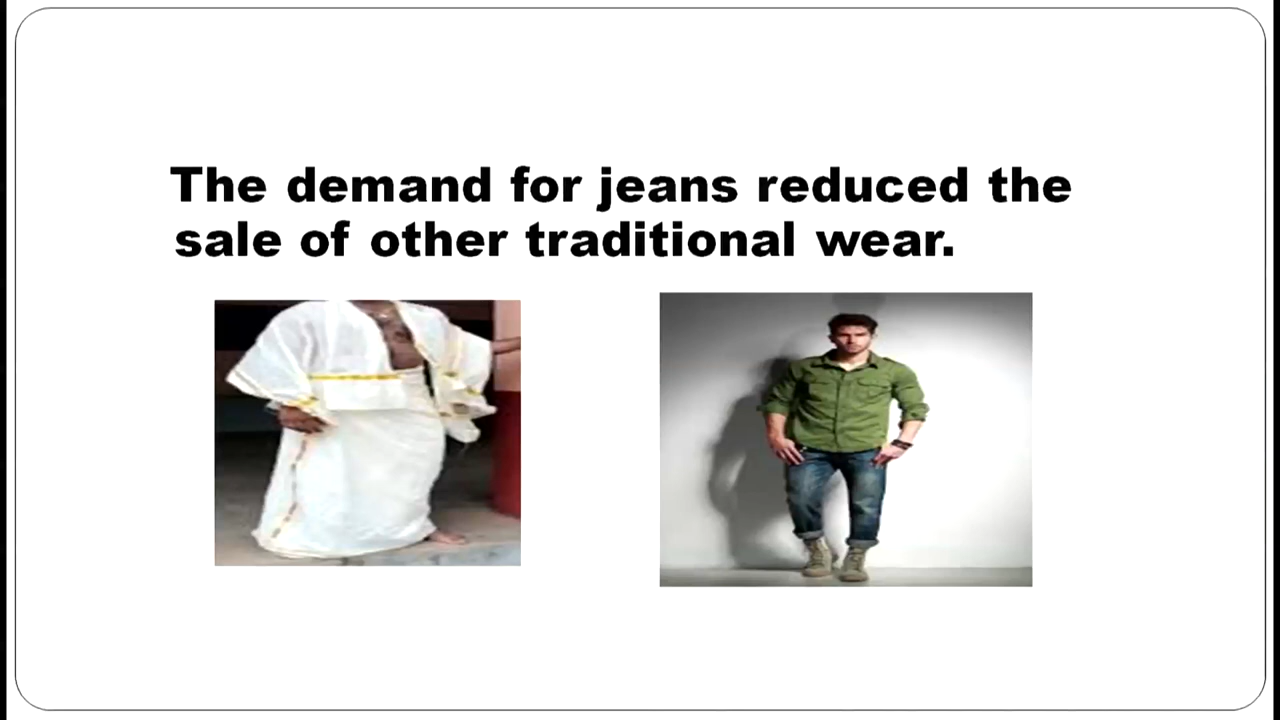 The demand for jeans reduced the
sale of other traditional wear.